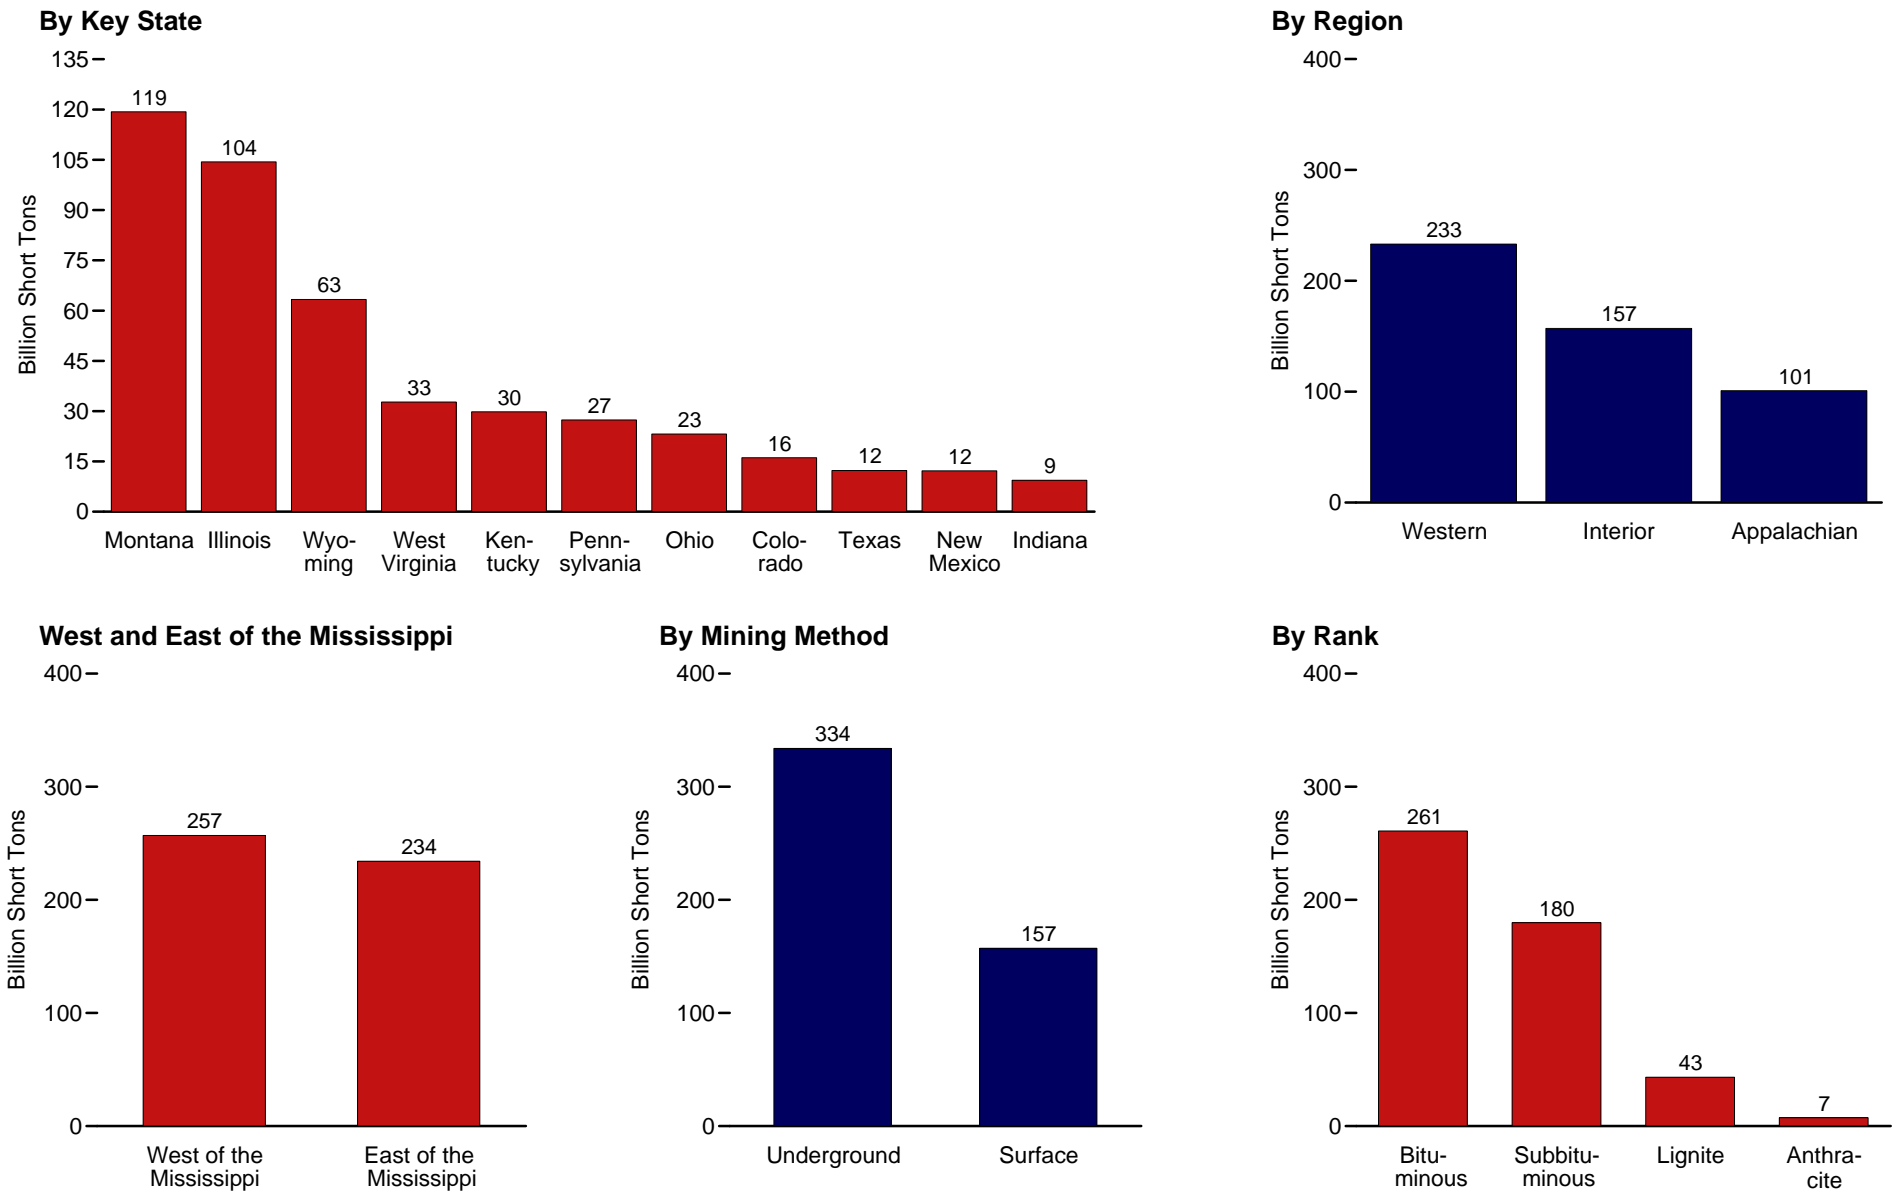 By Key State
135
120
105
90
75
60
45
30
15
0
Billion Short Tons
119
104
63
33
30
27
23
16
12
12
9
Montana
Illinois
Wyo-
ming
West
Virginia
Ken-
tucky
Penn-
sylvania
Ohio
Colo-
rado
Texas
New
Mexico
Indiana
By Region
400
300
200
100
0
Billion Short Tons
233
157
101
Western
Interior
Appalachian
West and East of the Mississippi
400
300
200
100
0
Billion Short Tons
257
234
West of the
Mississippi
East of the
Mississippi
By Mining Method
400
300
200
100
0
Billion Short Tons
334
157
Underground
Surface
By Rank
400
300
200
100
0
Billion Short Tons
261
180
43
7
Bitu-
minous
Subbitu-
minous
Lignite
Anthra-
cite